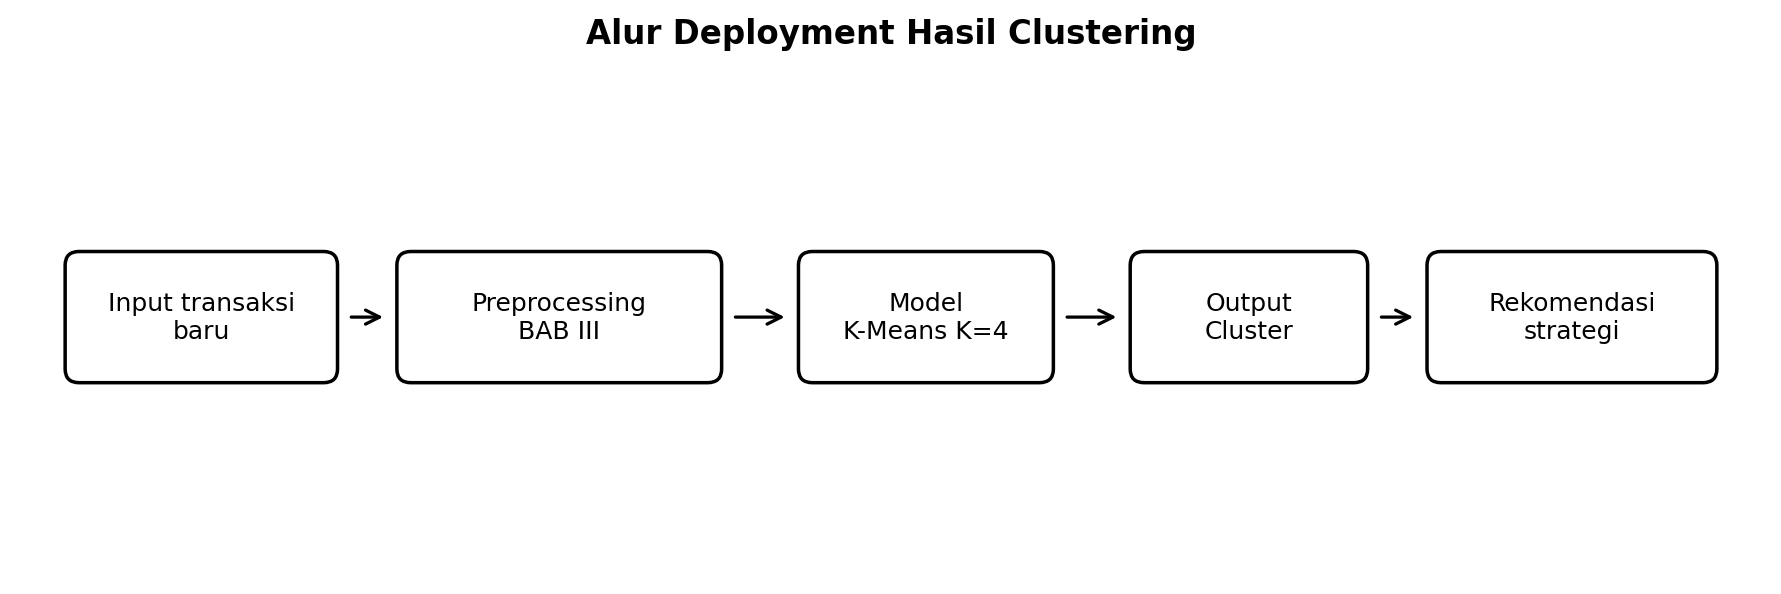 Alur Deployment Hasil Clustering
Input transaksi
baru
Preprocessing
BAB III
Model
K-Means K=4
Output
Cluster
Rekomendasi
strategi